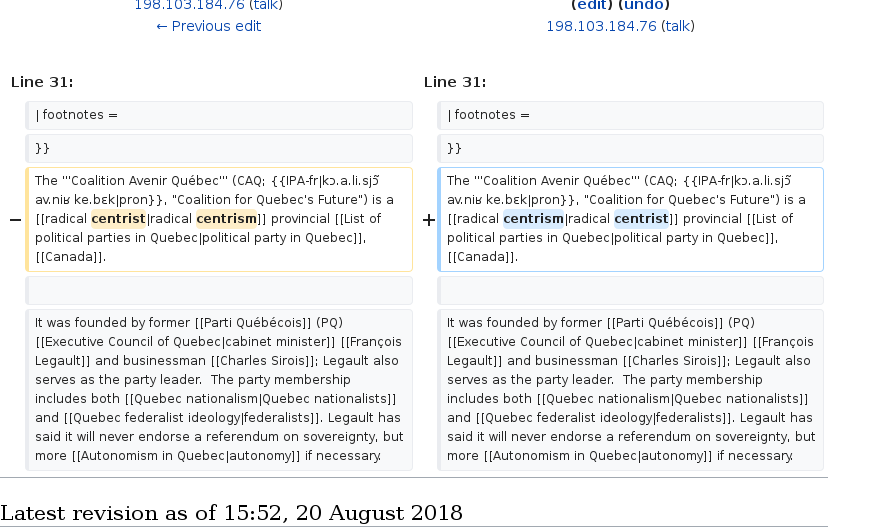 198.103.184.76 (talk)
← Previous edit
(edit) (undo)
198.103.184.76 (talk)
Line 31:
| footnotes =
}}
− The '''Coalition Avenir Québec''' (CAQ; {{IPA-fr|kɔ.a.li.sjɔ̃
av.niʁ ke.bɛk|pron}}, "Coalition for Quebec's Future") is a
[[radical centrist|radical centrism]] provincial [[List of
political parties in Quebec|political party in Quebec]],
[[Canada]].
It was founded by former [[Parti Québécois]] (PQ)
[[Executive Council of Quebec|cabinet minister]] [[François
Legault]] and businessman [[Charles Sirois]]; Legault also
serves as the party leader.  The party membership
includes both [[Quebec nationalism|Quebec nationalists]]
and [[Quebec federalist ideology|federalists]]. Legault has
said it will never endorse a referendum on sovereignty, but
more [[Autonomism in Quebec|autonomy]] if necessary.
Line 31:
| footnotes =
}}
+ The '''Coalition Avenir Québec''' (CAQ; {{IPA-fr|kɔ.a.li.sjɔ̃
av.niʁ ke.bɛk|pron}}, "Coalition for Quebec's Future") is a
[[radical centrism|radical centrist]] provincial [[List of
political parties in Quebec|political party in Quebec]],
[[Canada]].
It was founded by former [[Parti Québécois]] (PQ)
[[Executive Council of Quebec|cabinet minister]] [[François
Legault]] and businessman [[Charles Sirois]]; Legault also
serves as the party leader.  The party membership
includes both [[Quebec nationalism|Quebec nationalists]]
and [[Quebec federalist ideology|federalists]]. Legault has
said it will never endorse a referendum on sovereignty, but
more [[Autonomism in Quebec|autonomy]] if necessary.
Latest revision as of 15:52, 20 August 2018